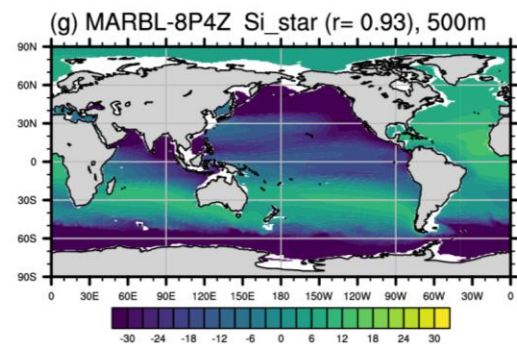 (g) MARBL-8P4Z Si_star (r= 0.93), 500m
90N
60N
30N
0
30S
60S
90S
0 30E 60E 90E 120E 150E 180 150W 120W 90W 60W 30W 0
-30 -24 -18 -12 -6 0 6 12 18 24 30